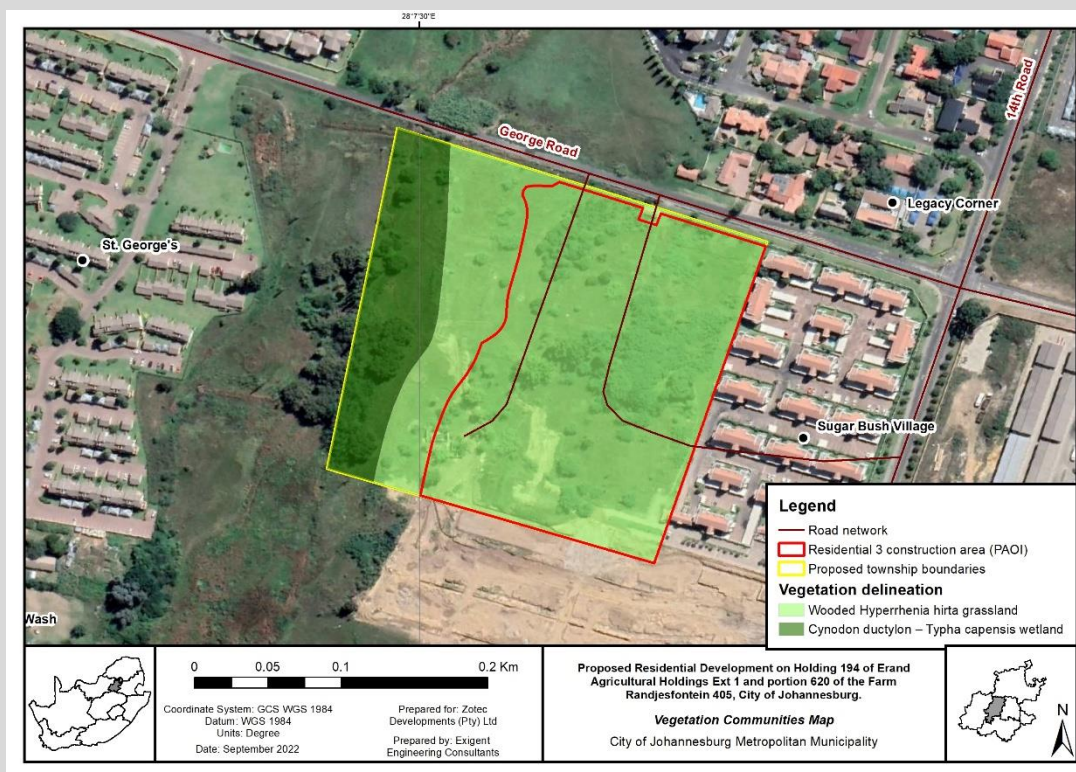 28°7'30"E
George Road
14th Road
Legacy Corner
St. George's
Sugar Bush Village
Wash
Legend
Road network
Residential 3 construction area (PAOI)
Proposed township boundaries
Vegetation delineation
Wooded Hyperrhenia hirta grassland
Cynodon ductylon – Typha capensis wetland
0 0.05 0.1 0.2 Km
Coordinate System: GCS WGS 1984
Datum: WGS 1984
Units: Degree
Date: September 2022
Prepared for: Zotec
Developments (Pty) Ltd
Prepared by: Exigent
Engineering Consultants
Proposed Residential Development on Holding 194 of Erand
Agricultural Holdings Ext 1 and portion 620 of the Farm
Randjesfontein 405, City of Johannesburg.
Vegetation Communities Map
City of Johannesburg Metropolitan Municipality
N